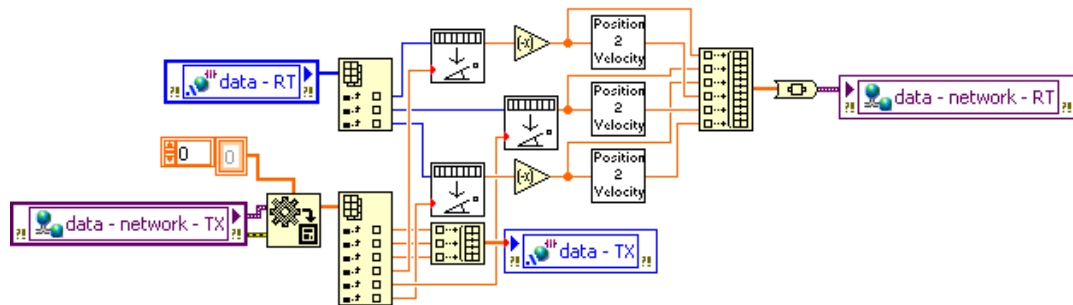 Position
2
Velocity
(-x)
data - RT
?!
?!
Position
2
Velocity
data - network - RT
?!
?!
0
0
(-x)
Position
2
Velocity
data - network - TX
?!
?!
data - TX
?!
?!